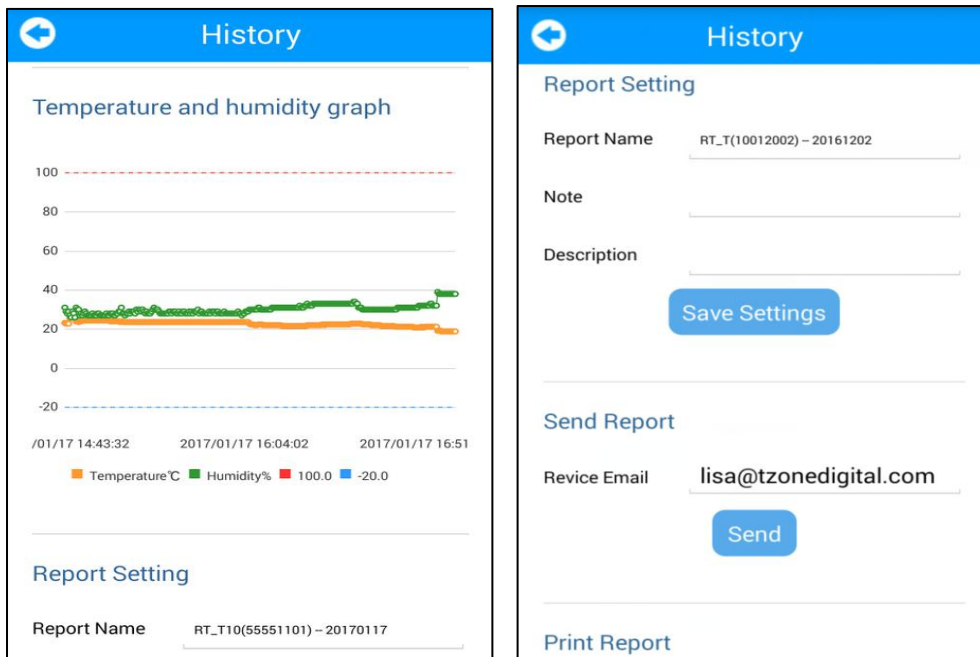 History
Temperature and humidity graph
100
80
60
40
20
0
-20
/01/17 14:43:32 2017/01/17 16:04:02 2017/01/17 16:51
Temperature℃ Humidity% 100.0 -20.0
Report Setting
Report Name RT_T10(55551101) -- 20170117
History
Report Setting
Report Name RT_T(10012002) -- 20161202
Note
Description
Save Settings
Send Report
Revice Email lisa@tzonedigital.com
Send
Print Report